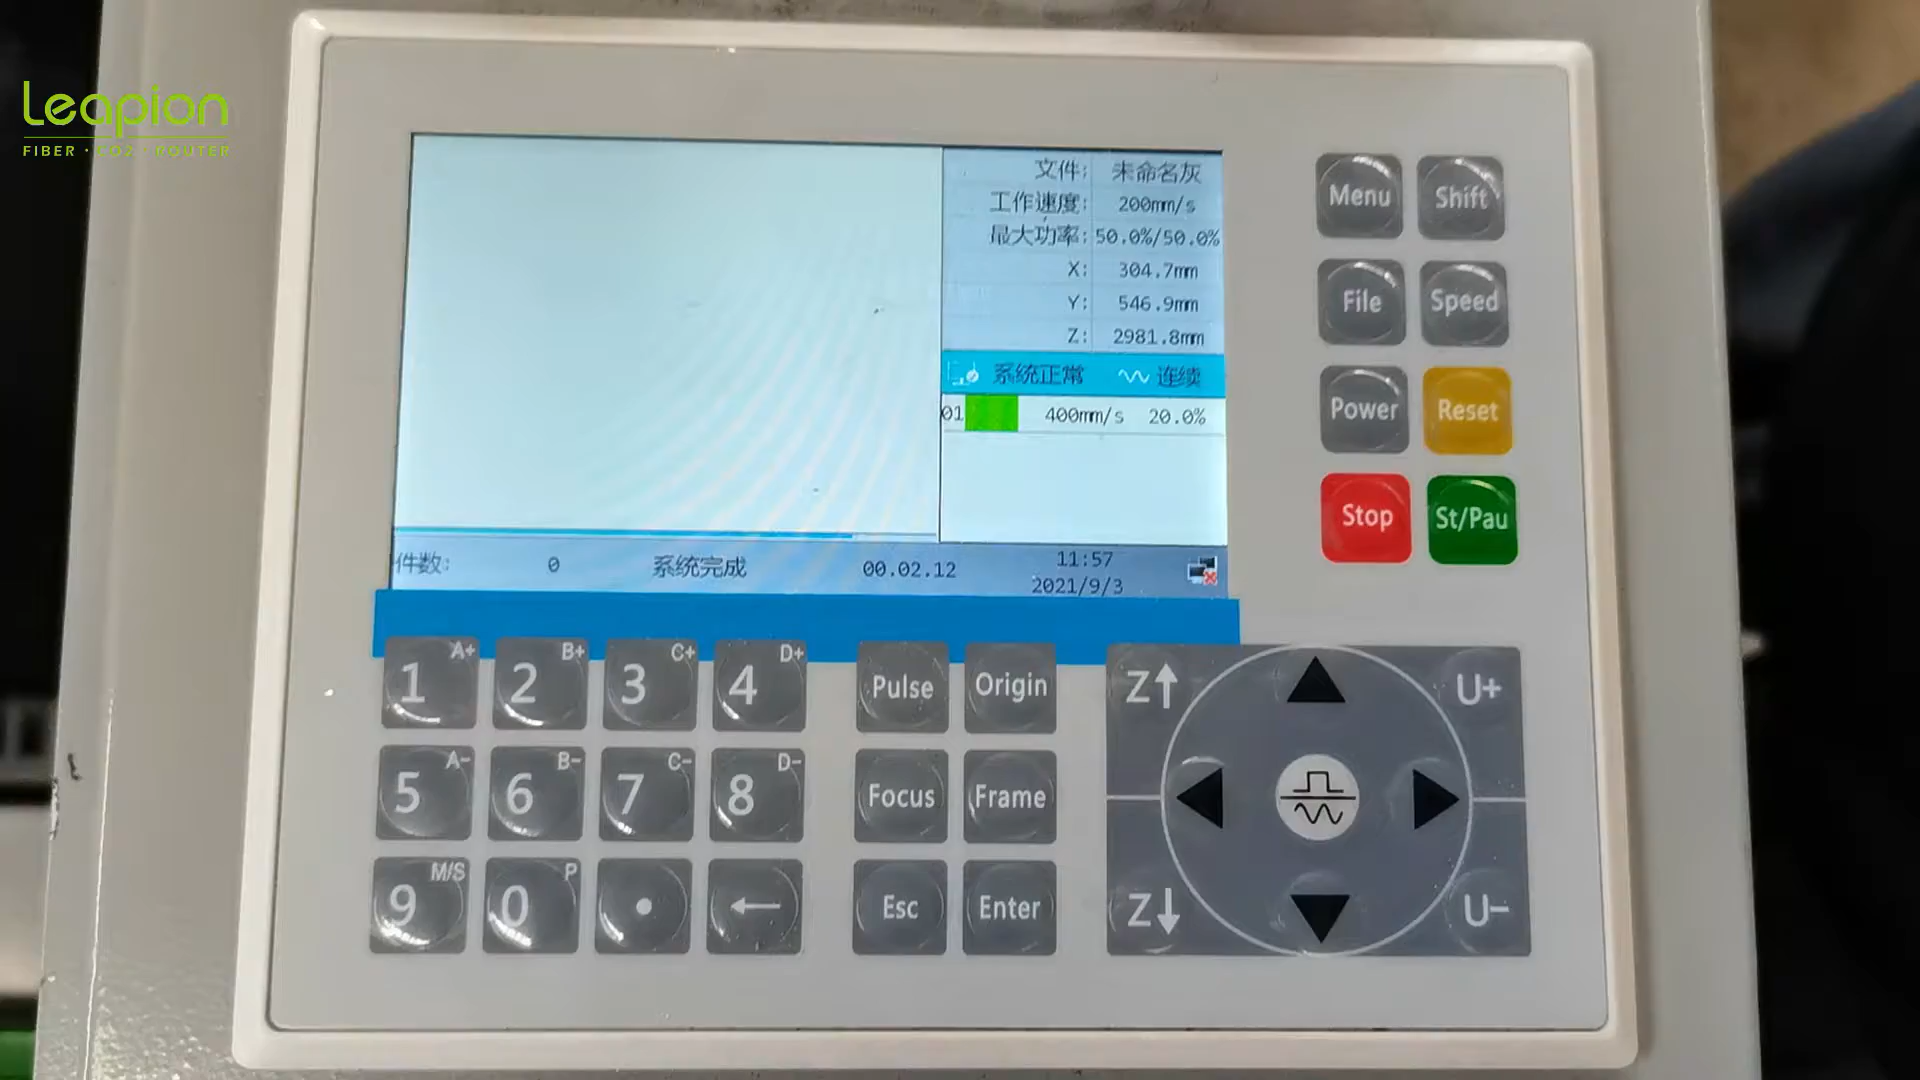 Leapion
FIBER · CO2 · ROUTER
文件: 未命名灰
工作速度: 200mm/s
最大功率: 50.0%/50.0%
X: 304.7mm
Y: 546.9mm
Z: 2981.8mm
系统正常 连续
01 400mm/s 20.0%
件数: 0 系统完成 00.02.12 11:57
2021/9/3
Menu Shift
File Speed
Power Reset
Stop St/Pau
1 A+ 2 B+ 3 C+ 4 D+ Pulse Origin Z↑ U+
5 A- 6 B- 7 C- 8 D- Focus Frame
9 M/S 0 P • ← Esc Enter Z↓ U-